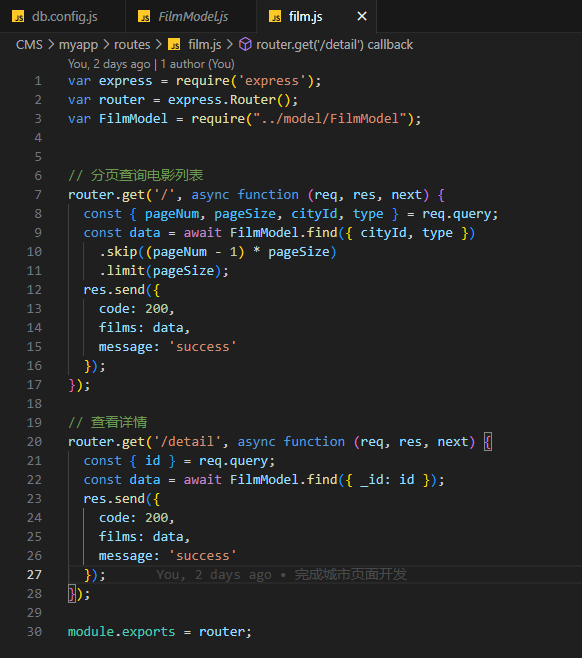 JS db.config.js JS FilmModel.js JS film.js ×
CMS > myapp > routes > JS film.js > router.get('/detail') callback
You, 2 days ago | 1 author (You)
1 var express = require('express');
2 var router = express.Router();
3 var FilmModel = require("../model/FilmModel");
4
5
6 // 分页查询电影列表
7 router.get('/', async function (req, res, next) {
8   const { pageNum, pageSize, cityId, type } = req.query;
9   const data = await FilmModel.find({ cityId, type })
10     .skip((pageNum - 1) * pageSize)
11     .limit(pageSize);
12   res.send({
13     code: 200,
14     films: data,
15     message: 'success'
16   });
17 });
18
19 // 查看详情
20 router.get('/detail', async function (req, res, next) {
21   const { id } = req.query;
22   const data = await FilmModel.find({ _id: id });
23   res.send({
24     code: 200,
25     films: data,
26     message: 'success'
27   }); You, 2 days ago • 完成城市页面开发
28 });
29
30 module.exports = router;